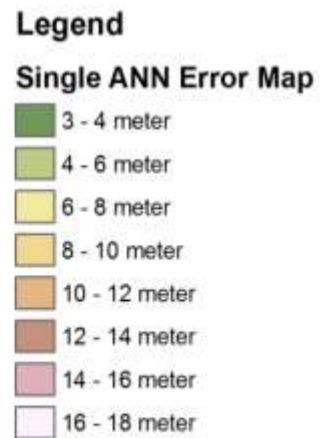 Legend
Single ANN Error Map
3 - 4 meter
4 - 6 meter
6 - 8 meter
8 - 10 meter
10 - 12 meter
12 - 14 meter
14 - 16 meter
16 - 18 meter